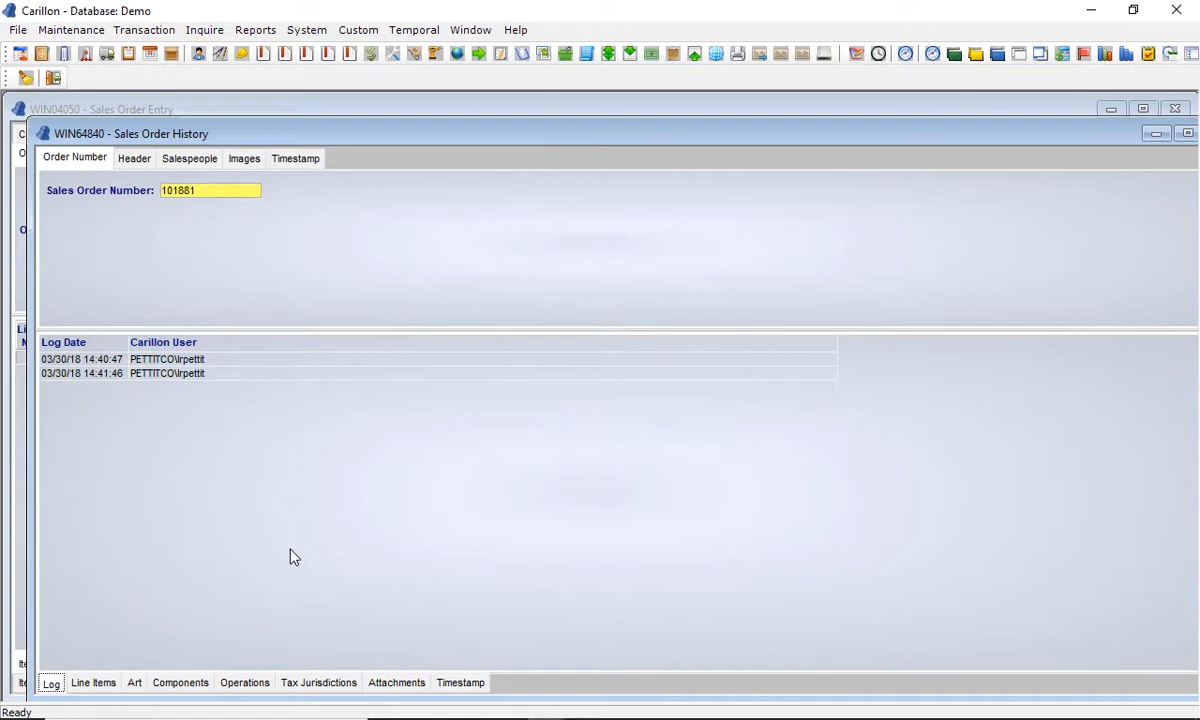 Carillon - Database: Demo
File Maintenance Transaction Inquire Reports System Custom Temporal Window Help
WIN04050 - Sales Order Entry
WIN64840 - Sales Order History
Order Number Header Salespeople Images Timestamp
Sales Order Number: 101881
Log Date Carillon User
03/30/18 14:40:47 PETTITCO\lrpettit
03/30/18 14:41:46 PETTITCO\lrpettit
Log Line Items Art Components Operations Tax Jurisdictions Attachments Timestamp
Ready